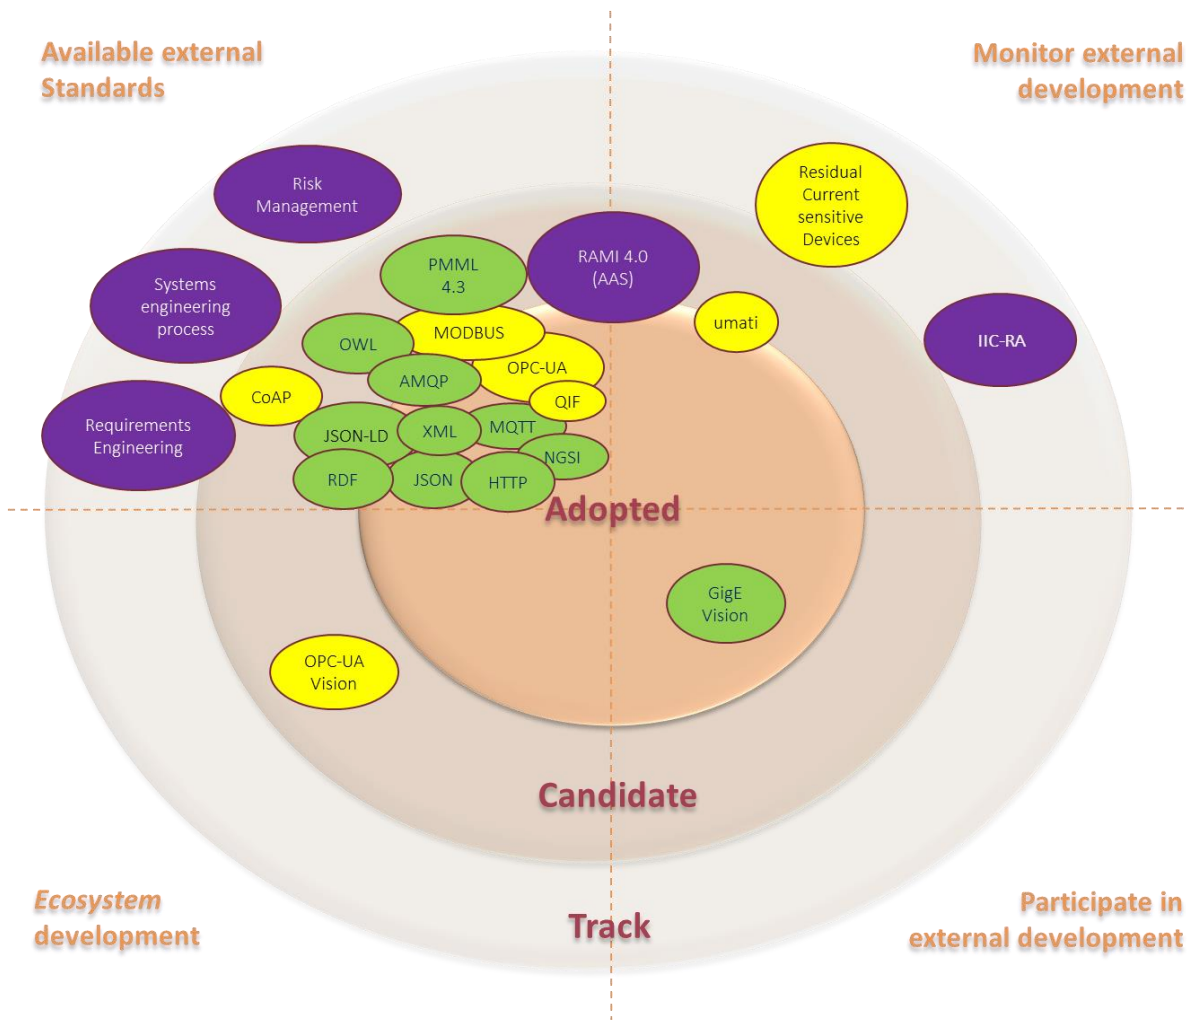 Available external
Standards
Monitor external
development
Risk
Management
Residual
Current
sensitive
Devices
Systems
engineering
process
PMML
4.3
RAMI 4.0
(AAS)
umati
IIC-RA
OWL
MODBUS
AMQP
OPC-UA
CoAP
QIF
Requirements
Engineering
JSON-LD
XML
MQTT
NGSI
RDF
JSON
HTTP
Adopted
GigE
Vision
OPC-UA
Vision
Candidate
Ecosystem
development
Track
Participate in
external development